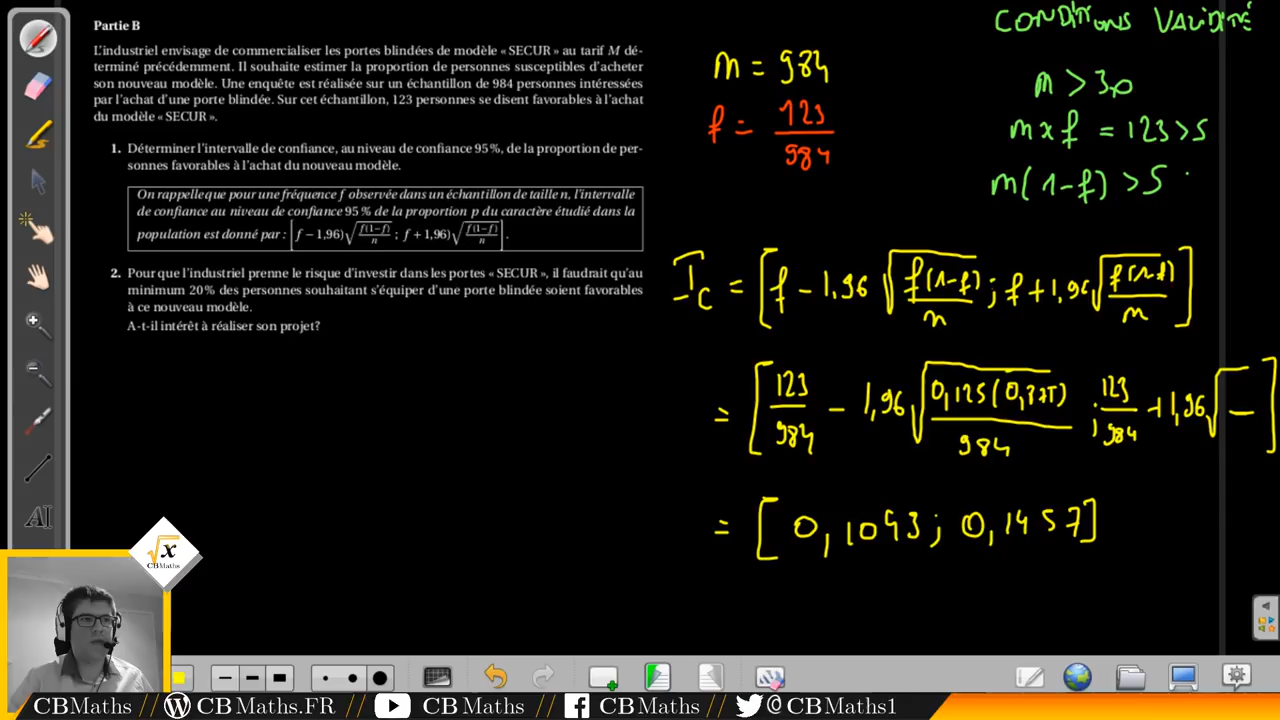 Partie B
L'industriel envisage de commercialiser les portes blindées de modèle « SECUR » au tarif M dé-
terminé précédemment. Il souhaite estimer la proportion de personnes susceptibles d'acheter
son nouveau modèle. Une enquête est réalisée sur un échantillon de 984 personnes intéressées
par l'achat d'une porte blindée. Sur cet échantillon, 123 personnes se disent favorables à l'achat
du modèle « SECUR ».
1. Déterminer l'intervalle de confiance, au niveau de confiance 95%, de la proportion de per-
sonnes favorables à l'achat du nouveau modèle.
On rappelle que pour une fréquence f observée dans un échantillon de taille n, l'intervalle
de confiance au niveau de confiance 95% de la proportion p du caractère étudié dans la
population est donné par : [f − 1,96)√(f(1−f)/n) ; f + 1,96)√(f(1−f)/n)].
2. Pour que l'industriel prenne le risque d'investir dans les portes « SECUR », il faudrait qu'au
minimum 20% des personnes souhaitant s'équiper d'une porte blindée soient favorables
à ce nouveau modèle.
A-t-il intérêt à réaliser son projet?
n = 984
f = 123/984
CONDITIONS VALIDITÉ
n > 30
n x f = 123 > 5
n(1-f) > 5
Ic = [f − 1,96 √(f(1-f)/n) ; f + 1,96 √(f(1-f)/n)]
= [123/984 − 1,96 √(0,125(0,875)/984) ; 123/984 + 1,96 √—]
= [0,1043 ; 0,1457]
AI
√x
CBMaths
CBMaths
CBMaths.FR
CBMaths
CBMaths
@CBMaths1